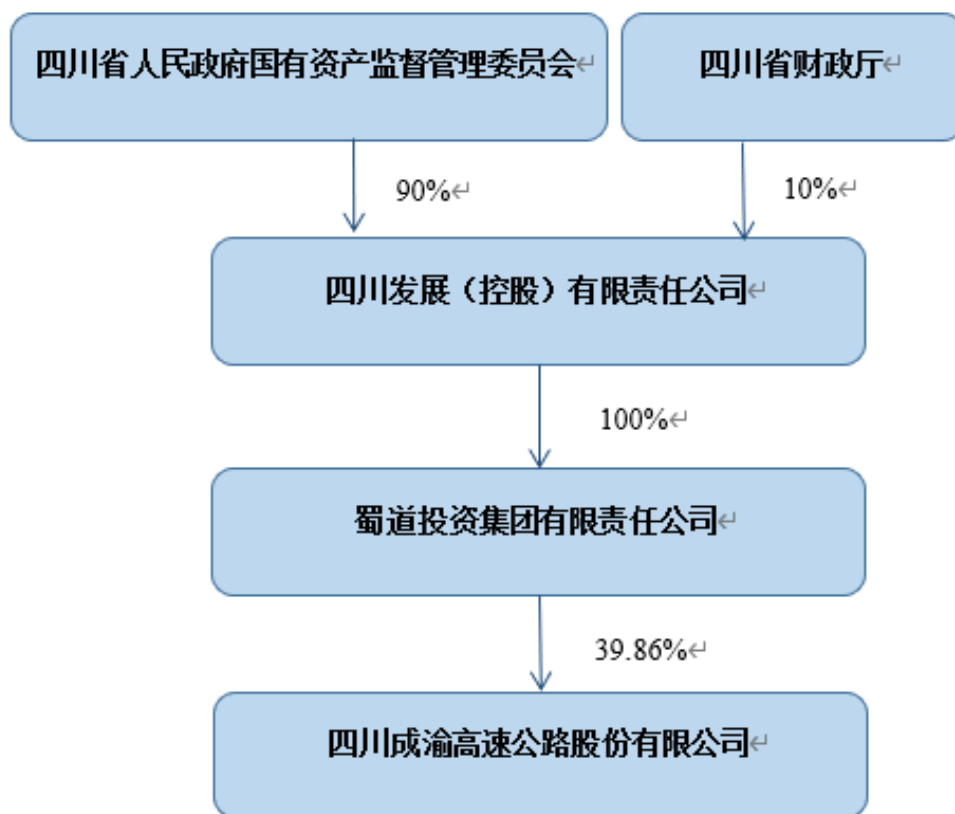 四川省人民政府国有资产监督管理委员会↵
四川省财政厅↵
90%↵
10%↵
四川发展（控股）有限责任公司↵
100%↵
蜀道投资集团有限责任公司↵
39.86%↵
四川成渝高速公路股份有限公司↵